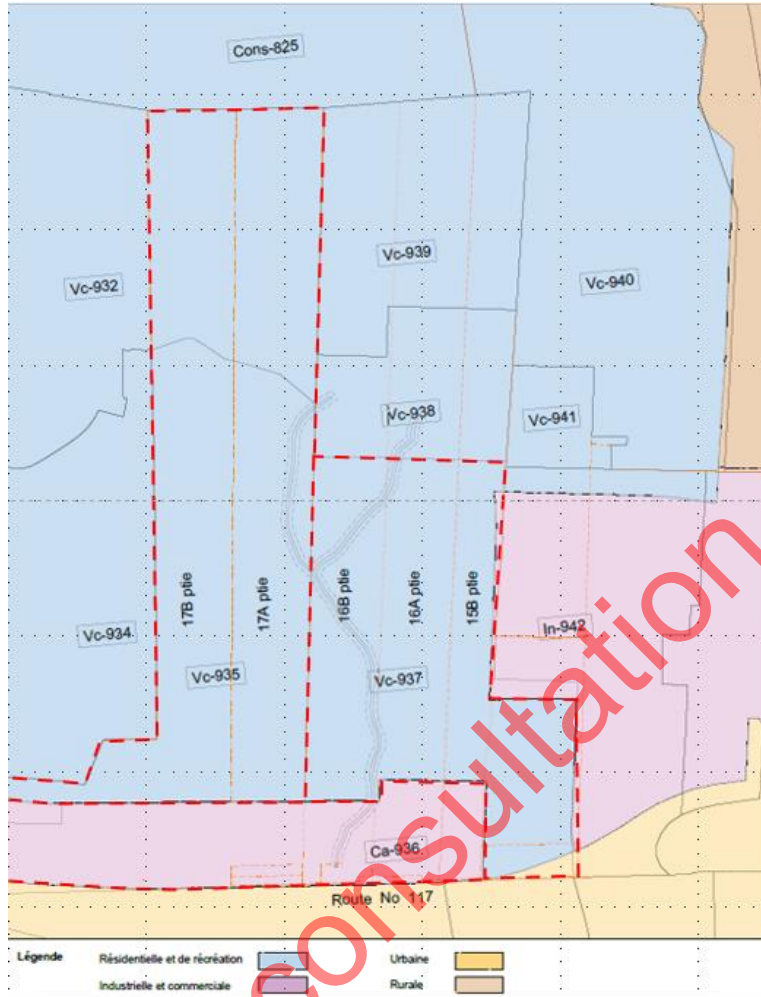 Cons-825
Vc-939
Vc-932
Vc-940
Vc-938
Vc-941
17B ptie
17A ptie
16B ptie
16A ptie
15B ptie
In-942
Vc-934
Vc-935
Vc-937
Ca-936
Route No 117
consultation
Légende
Résidentielle et de récréation
Urbaine
Industrielle et commerciale
Rurale